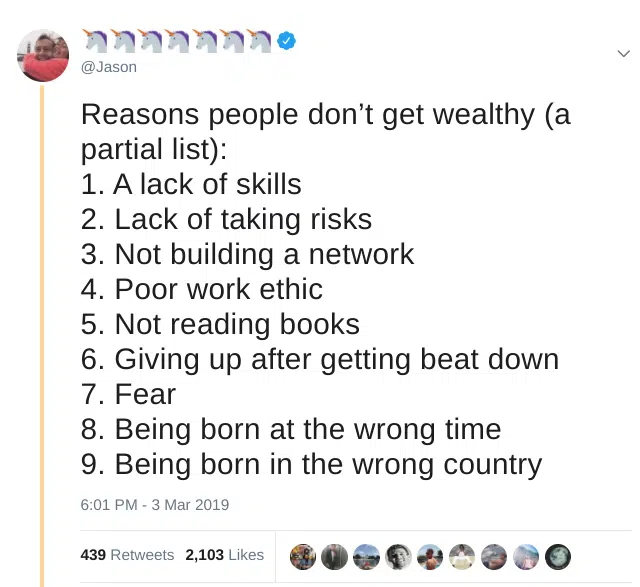 @Jason
Reasons people don’t get wealthy (a
partial list):
1. A lack of skills
2. Lack of taking risks
3. Not building a network
4. Poor work ethic
5. Not reading books
6. Giving up after getting beat down
7. Fear
8. Being born at the wrong time
9. Being born in the wrong country
6:01 PM - 3 Mar 2019
439 Retweets 2,103 Likes